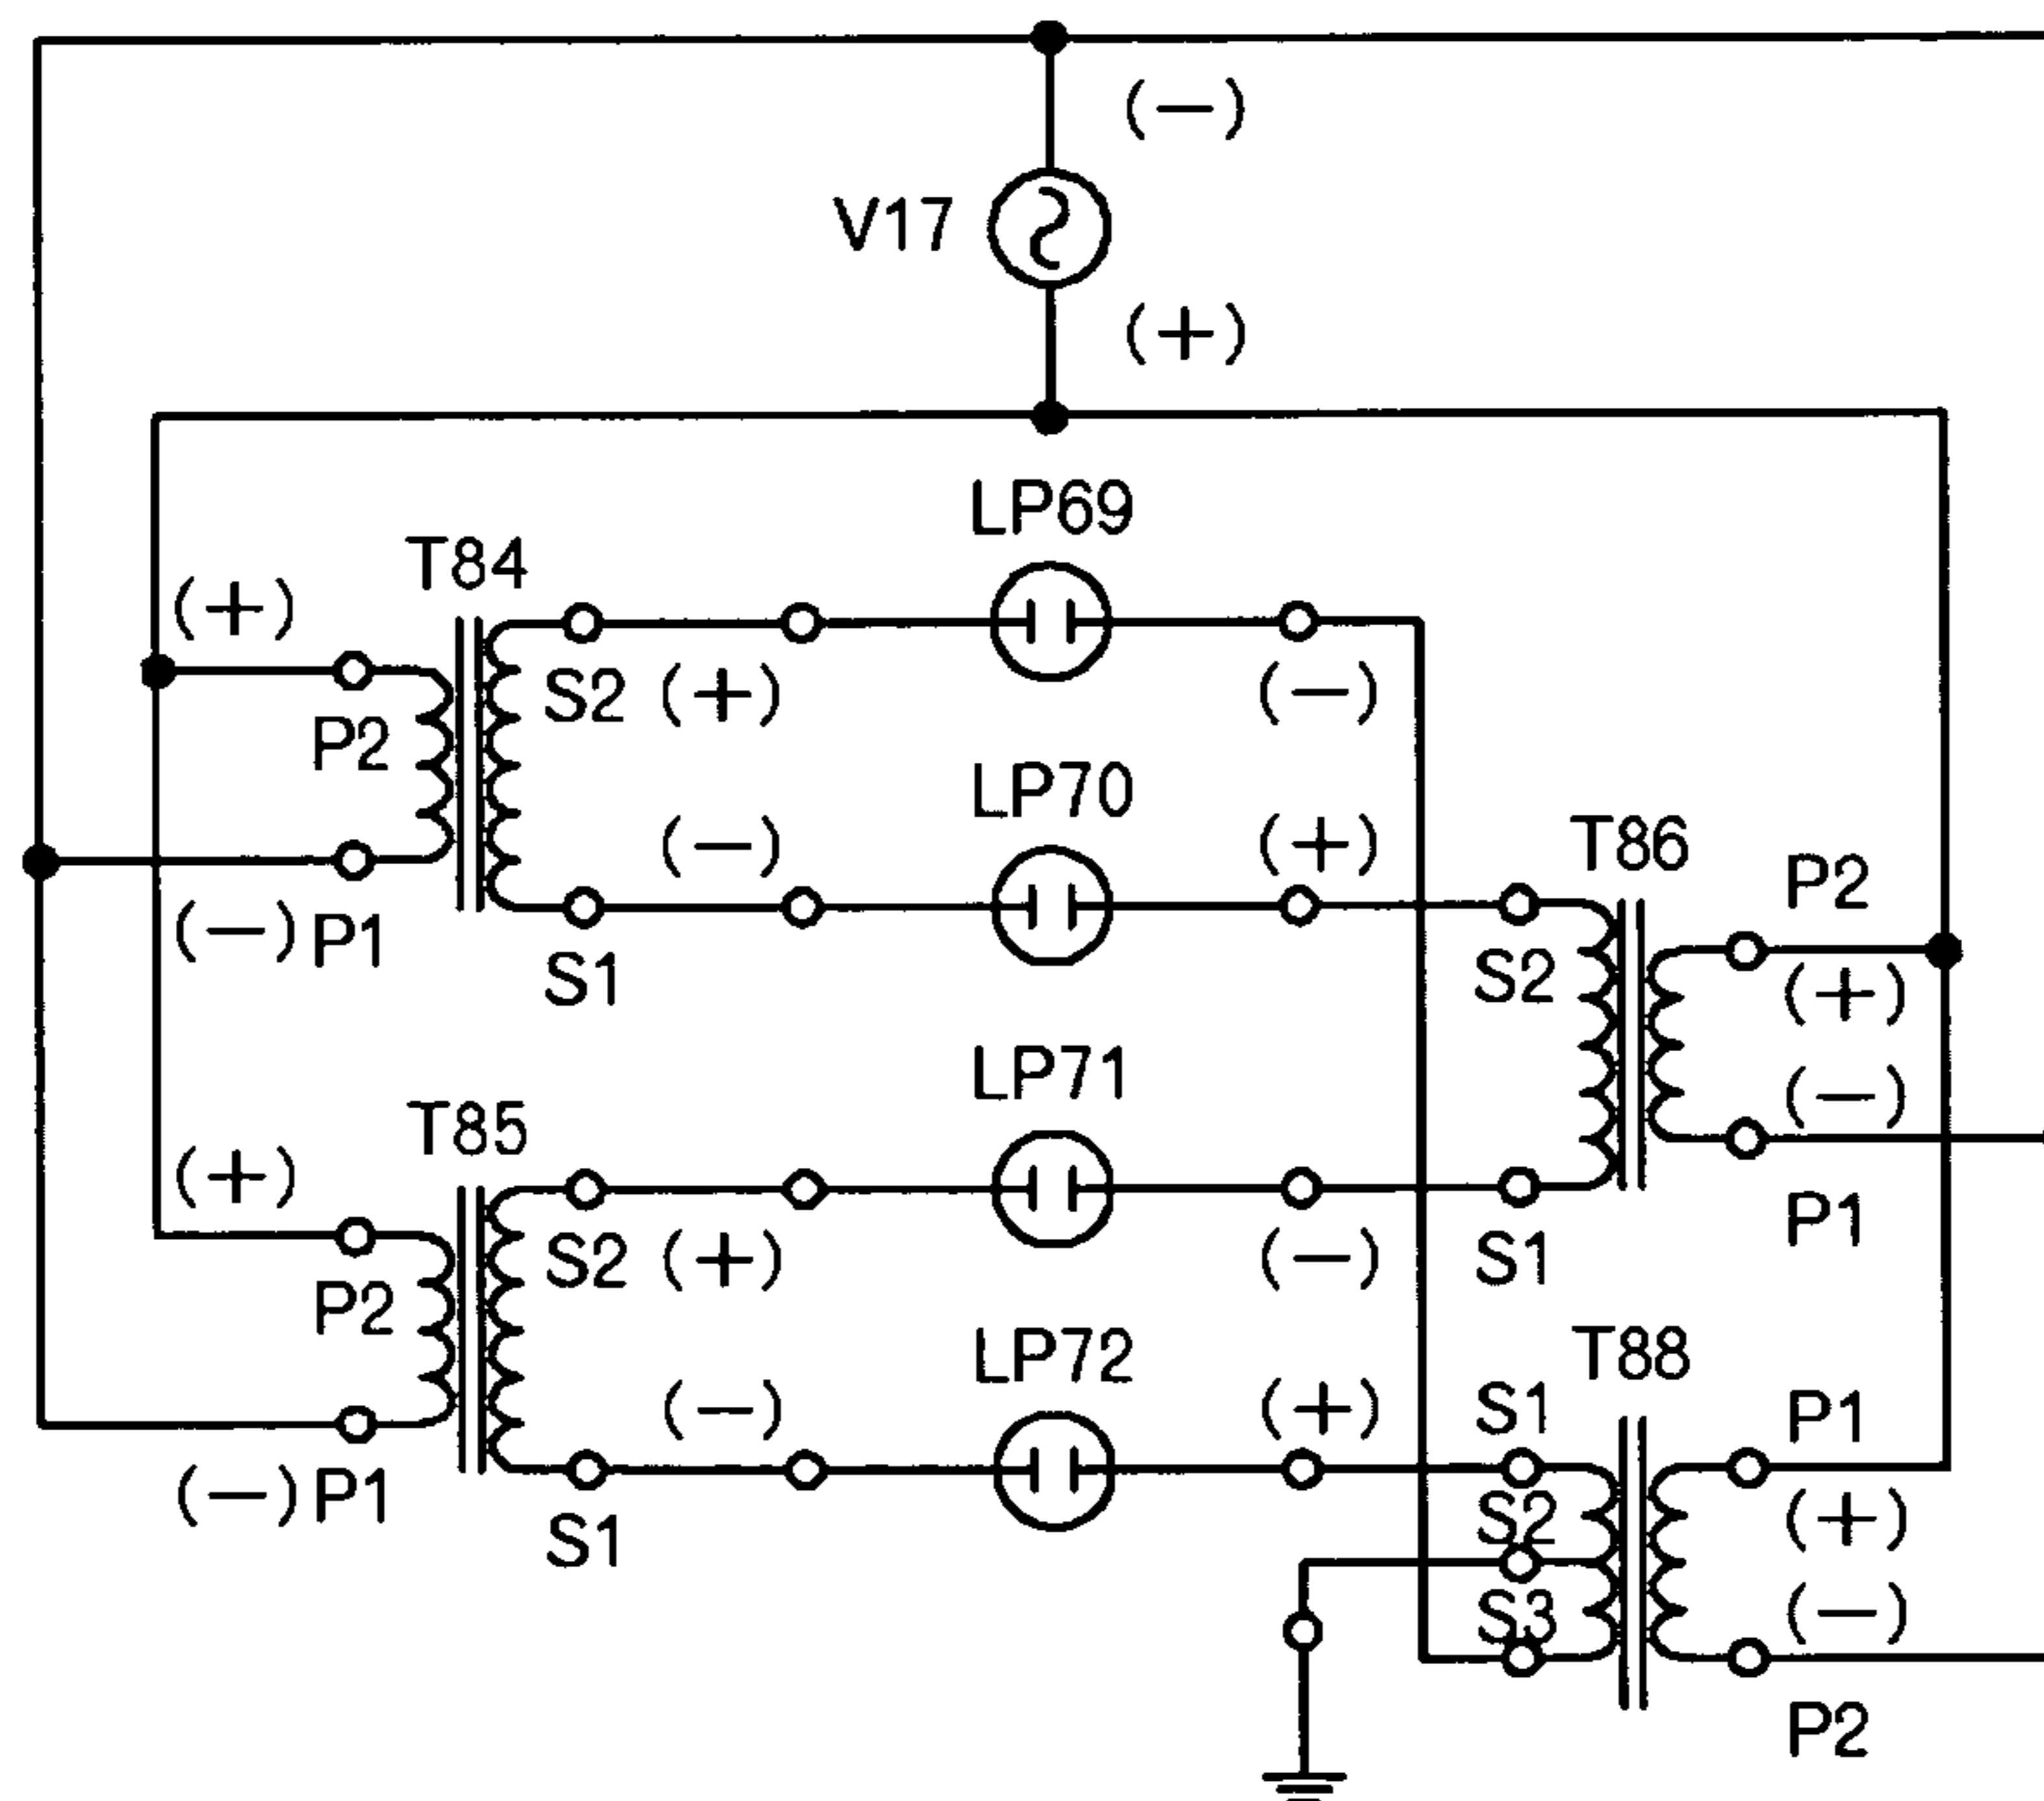 (−)
V17
(+)
LP69
T84
(+)
S2 (+)
(−)
P2
LP70
(−)
(+)
T86
P2
(−) P1
S1
S2
(+)
LP71
(−)
T85
(+)
P1
S2 (+)
(−)
S1
P2
LP72
T88
(−)
(+)
S1
P1
(−) P1
S2
(+)
S1
S3
(−)
P2